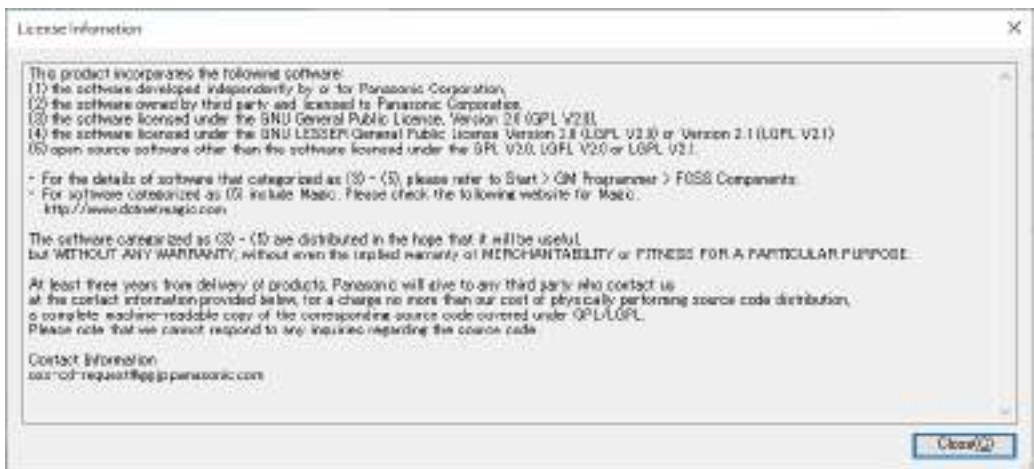 License Information
This product incorporates the following software:
(1) the software developed independently by or for Panasonic Corporation,
(2) the software owned by third party and licensed to Panasonic Corporation,
(3) the software licensed under the GNU General Public License, Version 2.0 (GPL V2.0),
(4) the software licensed under the GNU LESSER General Public License Version 2.0 (LGPL V2.0) or Version 2.1 (LGPL V2.1)
(5) open source software other than the software licensed under the GPL V2.0, LGPL V2.0 or LGPL V2.1.
- For the details of software that categorized as (3) - (5), please refer to Start > GM Programmer > FOSS Components.
- For software categorized as (5) include Magic. Please check the following website for Magic.
http://www.dotnetmagic.com
The software categorized as (3) - (5) are distributed in the hope that it will be useful,
but WITHOUT ANY WARRANTY, without even the implied warranty of MERCHANTABILITY or FITNESS FOR A PARTICULAR PURPOSE.
At least three years from delivery of products, Panasonic will give to any third party who contact us
at the contact information provided below, for a charge no more than our cost of physically performing source code distribution,
a complete machine-readable copy of the corresponding source code covered under GPL/LGPL.
Please note that we cannot respond to any inquiries regarding the source code
Contact Information
Close(C)